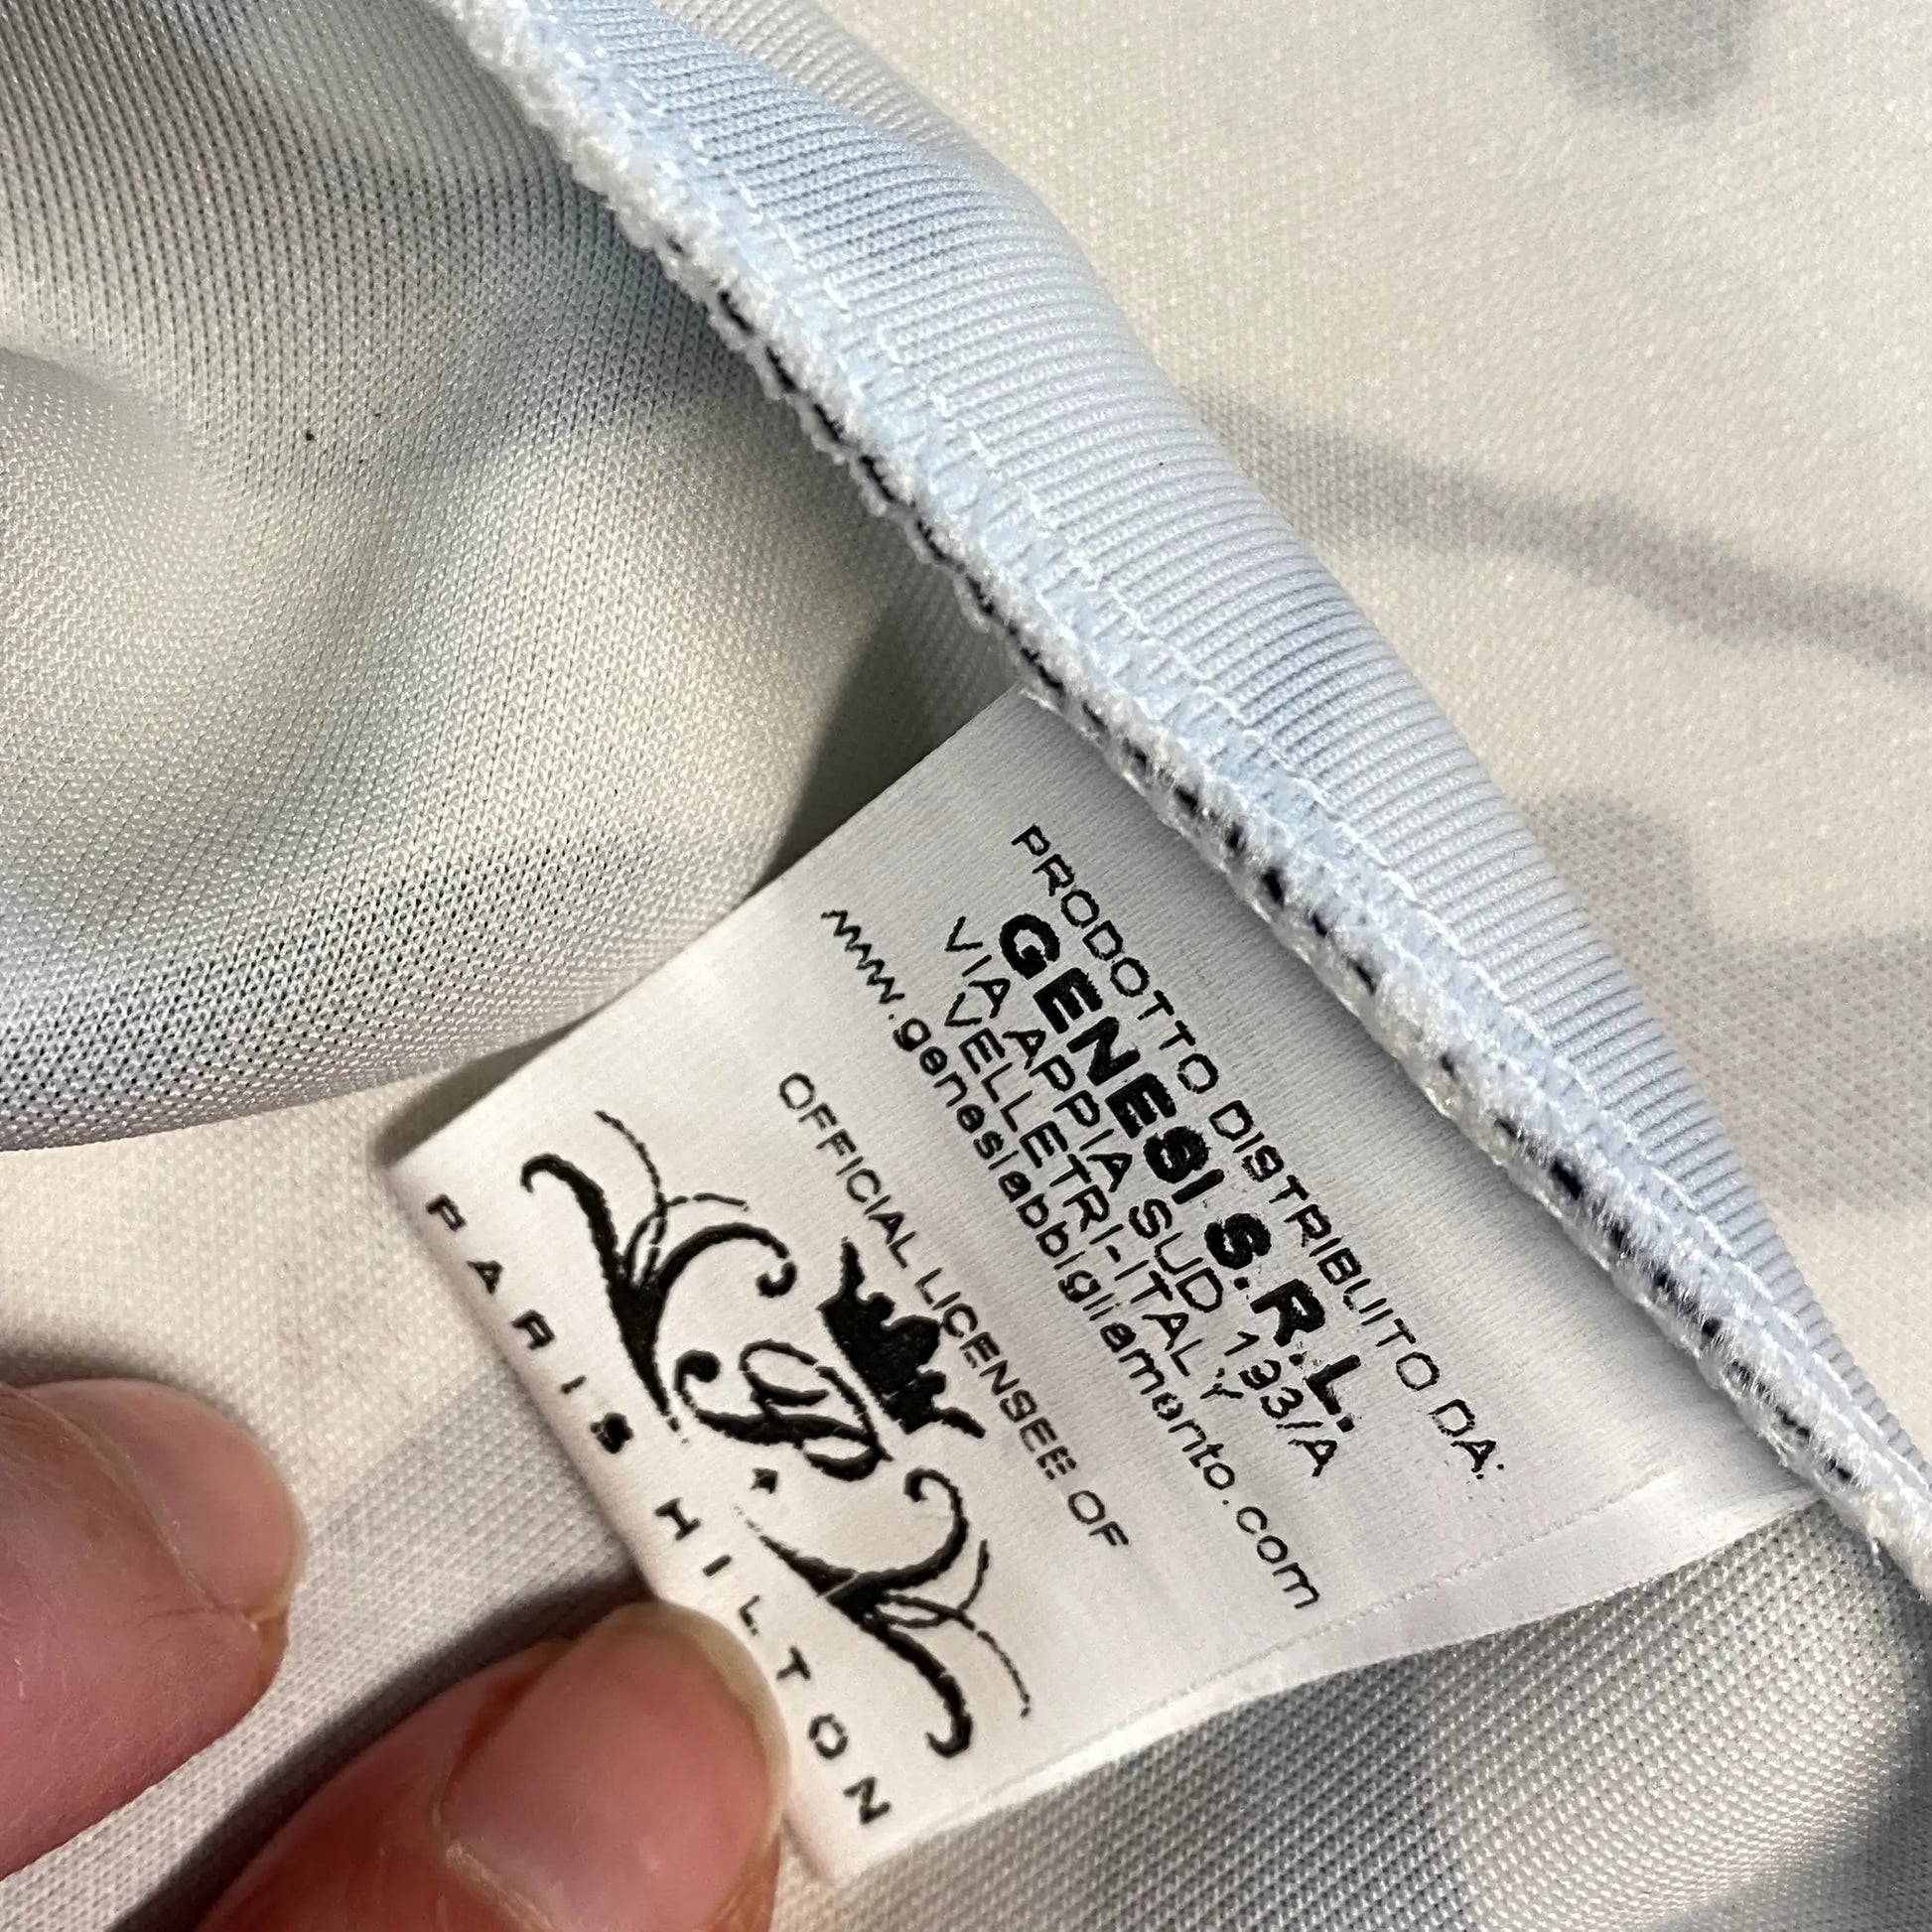 PRODOTTO DISTRIBUITO DA:
GENESI S.R.L.
VIA APPIA SUD 133/A
VELLETRI-ITALY
www.genesiabbigliamento.com
OFFICIAL LICENSEE OF
P
PARIS HILTON